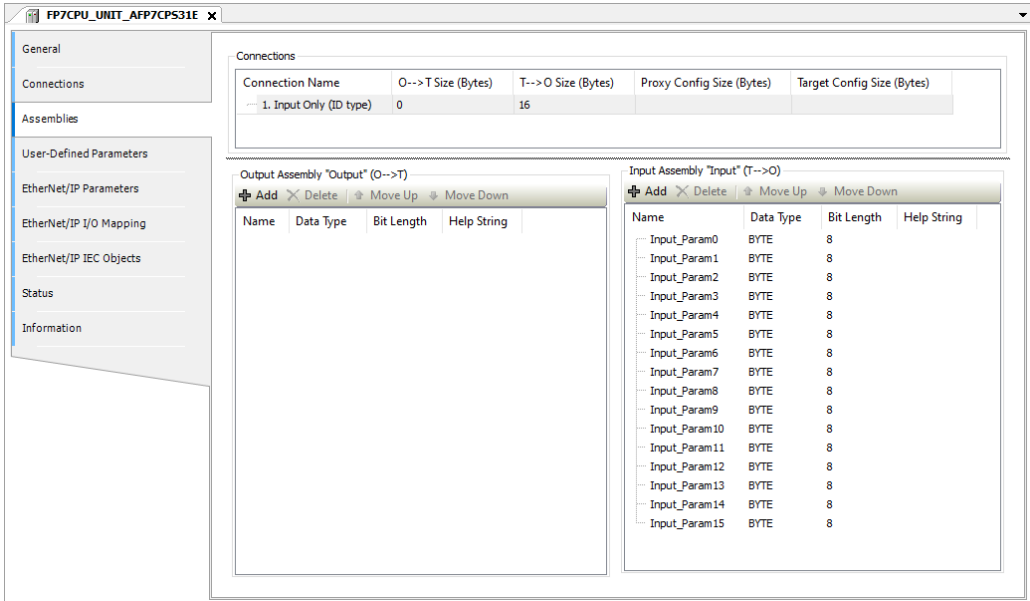 FP7CPU_UNIT_AFP7CPS31E X
General
Connections
Assemblies
User-Defined Parameters
EtherNet/IP Parameters
EtherNet/IP I/O Mapping
EtherNet/IP IEC Objects
Status
Information
Connections
Connection Name O-->T Size (Bytes) T-->O Size (Bytes) Proxy Config Size (Bytes) Target Config Size (Bytes)
1. Input Only (ID type) 0 16
Output Assembly "Output" (O-->T)
Add Delete Move Up Move Down
Name Data Type Bit Length Help String
Input Assembly "Input" (T-->O)
Add Delete Move Up Move Down
Name Data Type Bit Length Help String
Input_Param0 BYTE 8
Input_Param1 BYTE 8
Input_Param2 BYTE 8
Input_Param3 BYTE 8
Input_Param4 BYTE 8
Input_Param5 BYTE 8
Input_Param6 BYTE 8
Input_Param7 BYTE 8
Input_Param8 BYTE 8
Input_Param9 BYTE 8
Input_Param10 BYTE 8
Input_Param11 BYTE 8
Input_Param12 BYTE 8
Input_Param13 BYTE 8
Input_Param14 BYTE 8
Input_Param15 BYTE 8